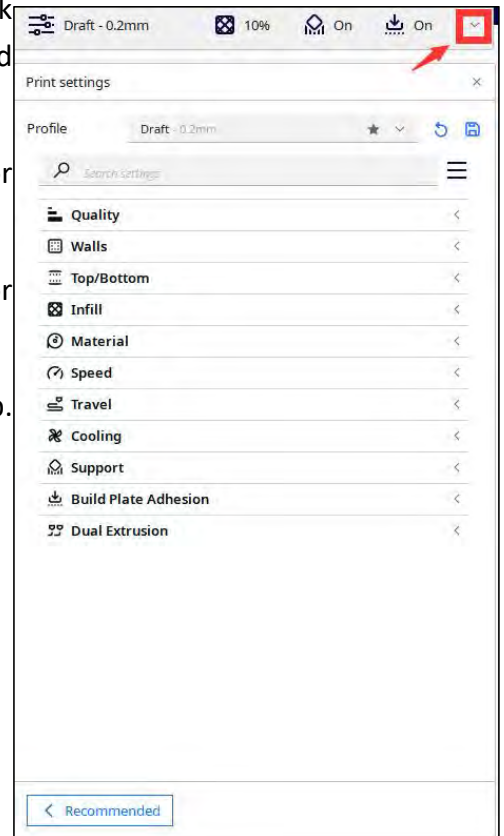 k
Draft - 0.2mm 10% On On
d
Print settings ×
Profile Draft - 0.2mm
r
Search settings
Quality
Walls
Top/Bottom
r
Infill
Material
Speed
Travel
.
Cooling
Support
Build Plate Adhesion
Dual Extrusion
Recommended